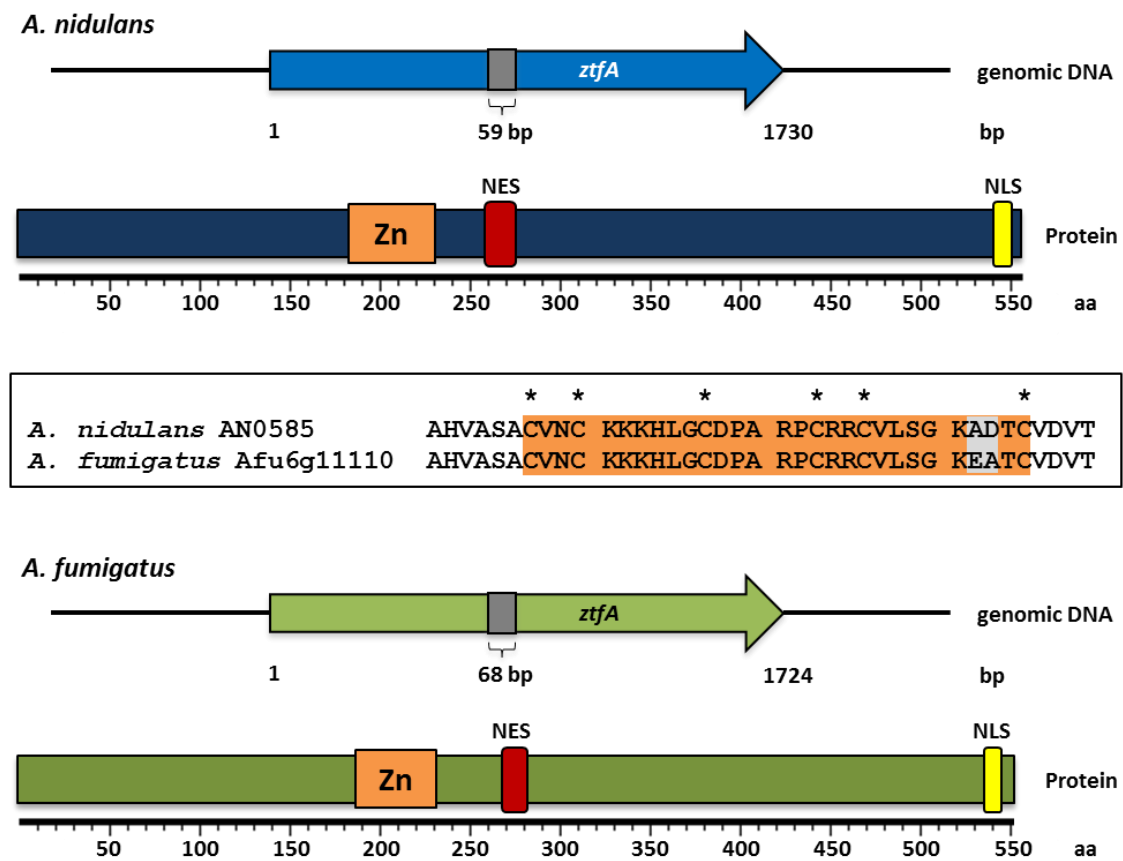 A. nidulans
ztfA
genomic DNA
1 59 bp 1730 bp
NES NLS
Zn
Protein
50 100 150 200 250 300 350 400 450 500 550 aa
* * * * * *
A. nidulans AN0585 AHVASACVNC KKKHLGCDPA RPCRRCVLSG KADTCVDVT
A. fumigatus Afu6g11110 AHVASACVNC KKKHLGCDPA RPCRRCVLSG KEATCVDVT
A. fumigatus
ztfA
genomic DNA
1 68 bp 1724 bp
NES NLS
Zn
Protein
50 100 150 200 250 300 350 400 450 500 550 aa